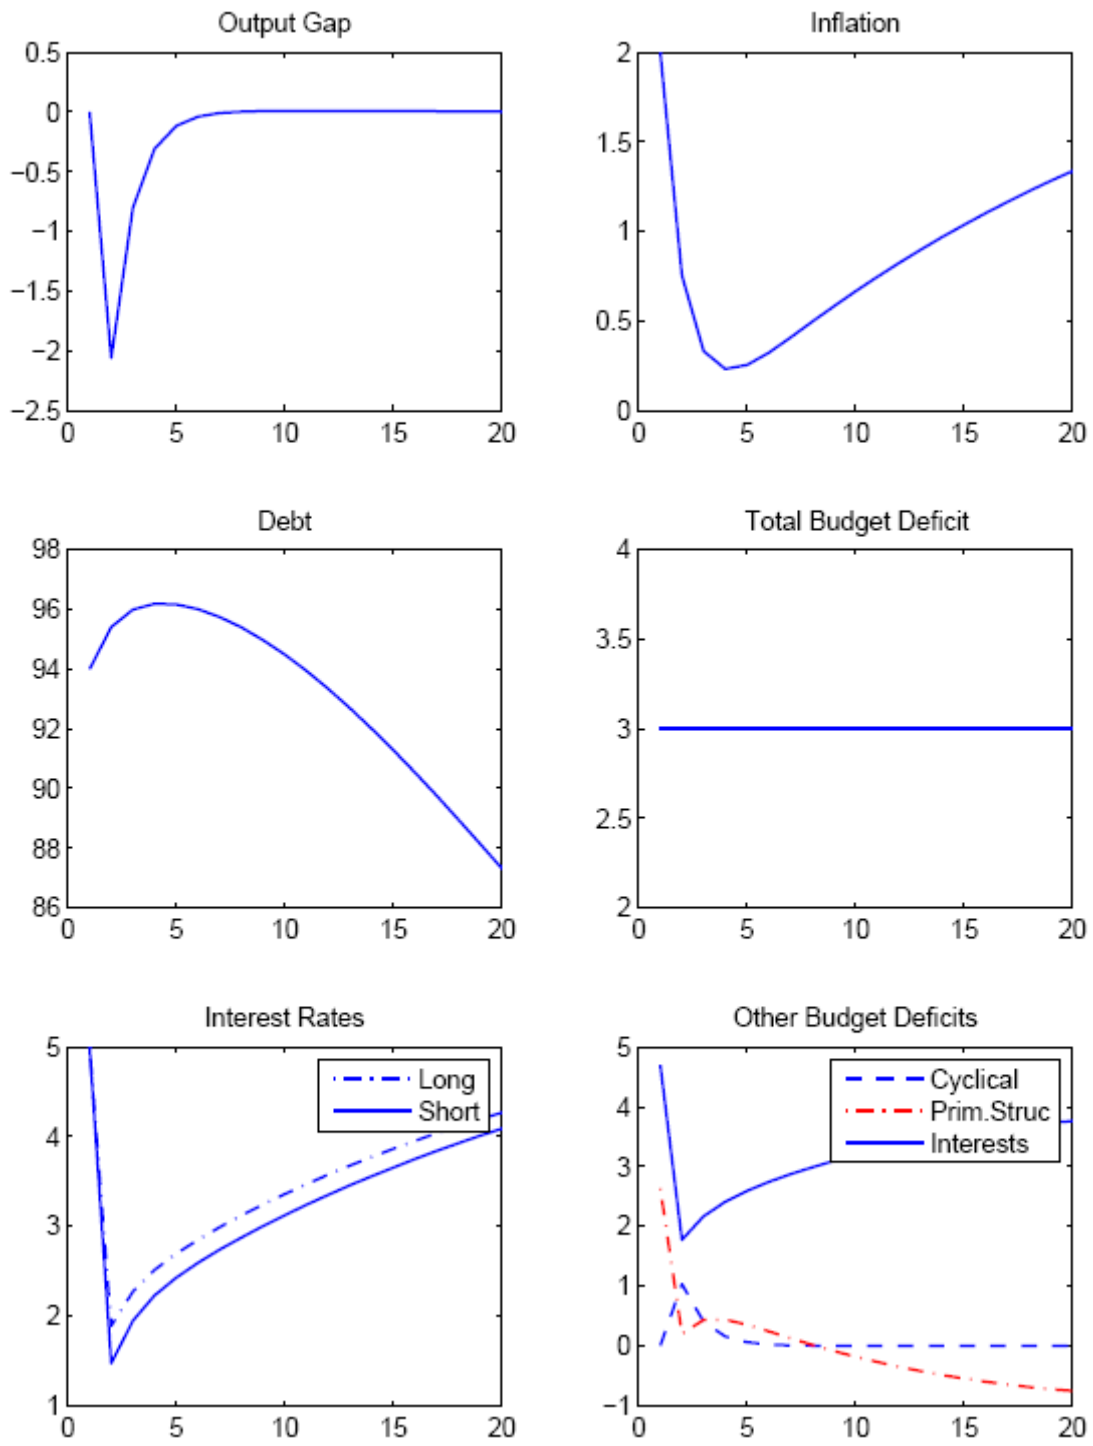 Output Gap
0.5
0
−0.5
−1
−1.5
−2
−2.5
0 5 10 15 20
Inflation
2
1.5
1
0.5
0
0 5 10 15 20
Debt
98
96
94
92
90
88
86
0 5 10 15 20
Total Budget Deficit
4
3.5
3
2.5
2
0 5 10 15 20
Interest Rates
5
4
3
2
1
0 5 10 15 20
Long
Short
Other Budget Deficits
5
4
3
2
1
0
−1
0 5 10 15 20
Cyclical
Prim.Struc
Interests